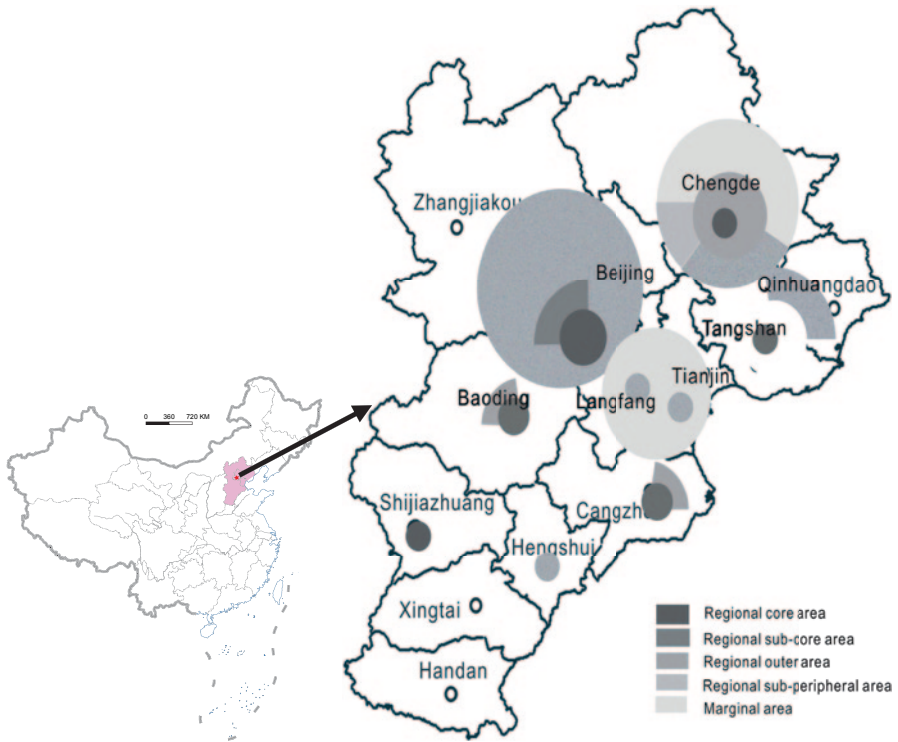 Chengde
Zhangjiakou
Beijing
Qinhuangdao
Tangshan
Tianjin
Baoding
Langfang
0 360 720 KM
Shijiazhuang
Cangzh
Hengshui
Xingtai
Handan
Regional core area
Regional sub-core area
Regional outer area
Regional sub-peripheral area
Marginal area